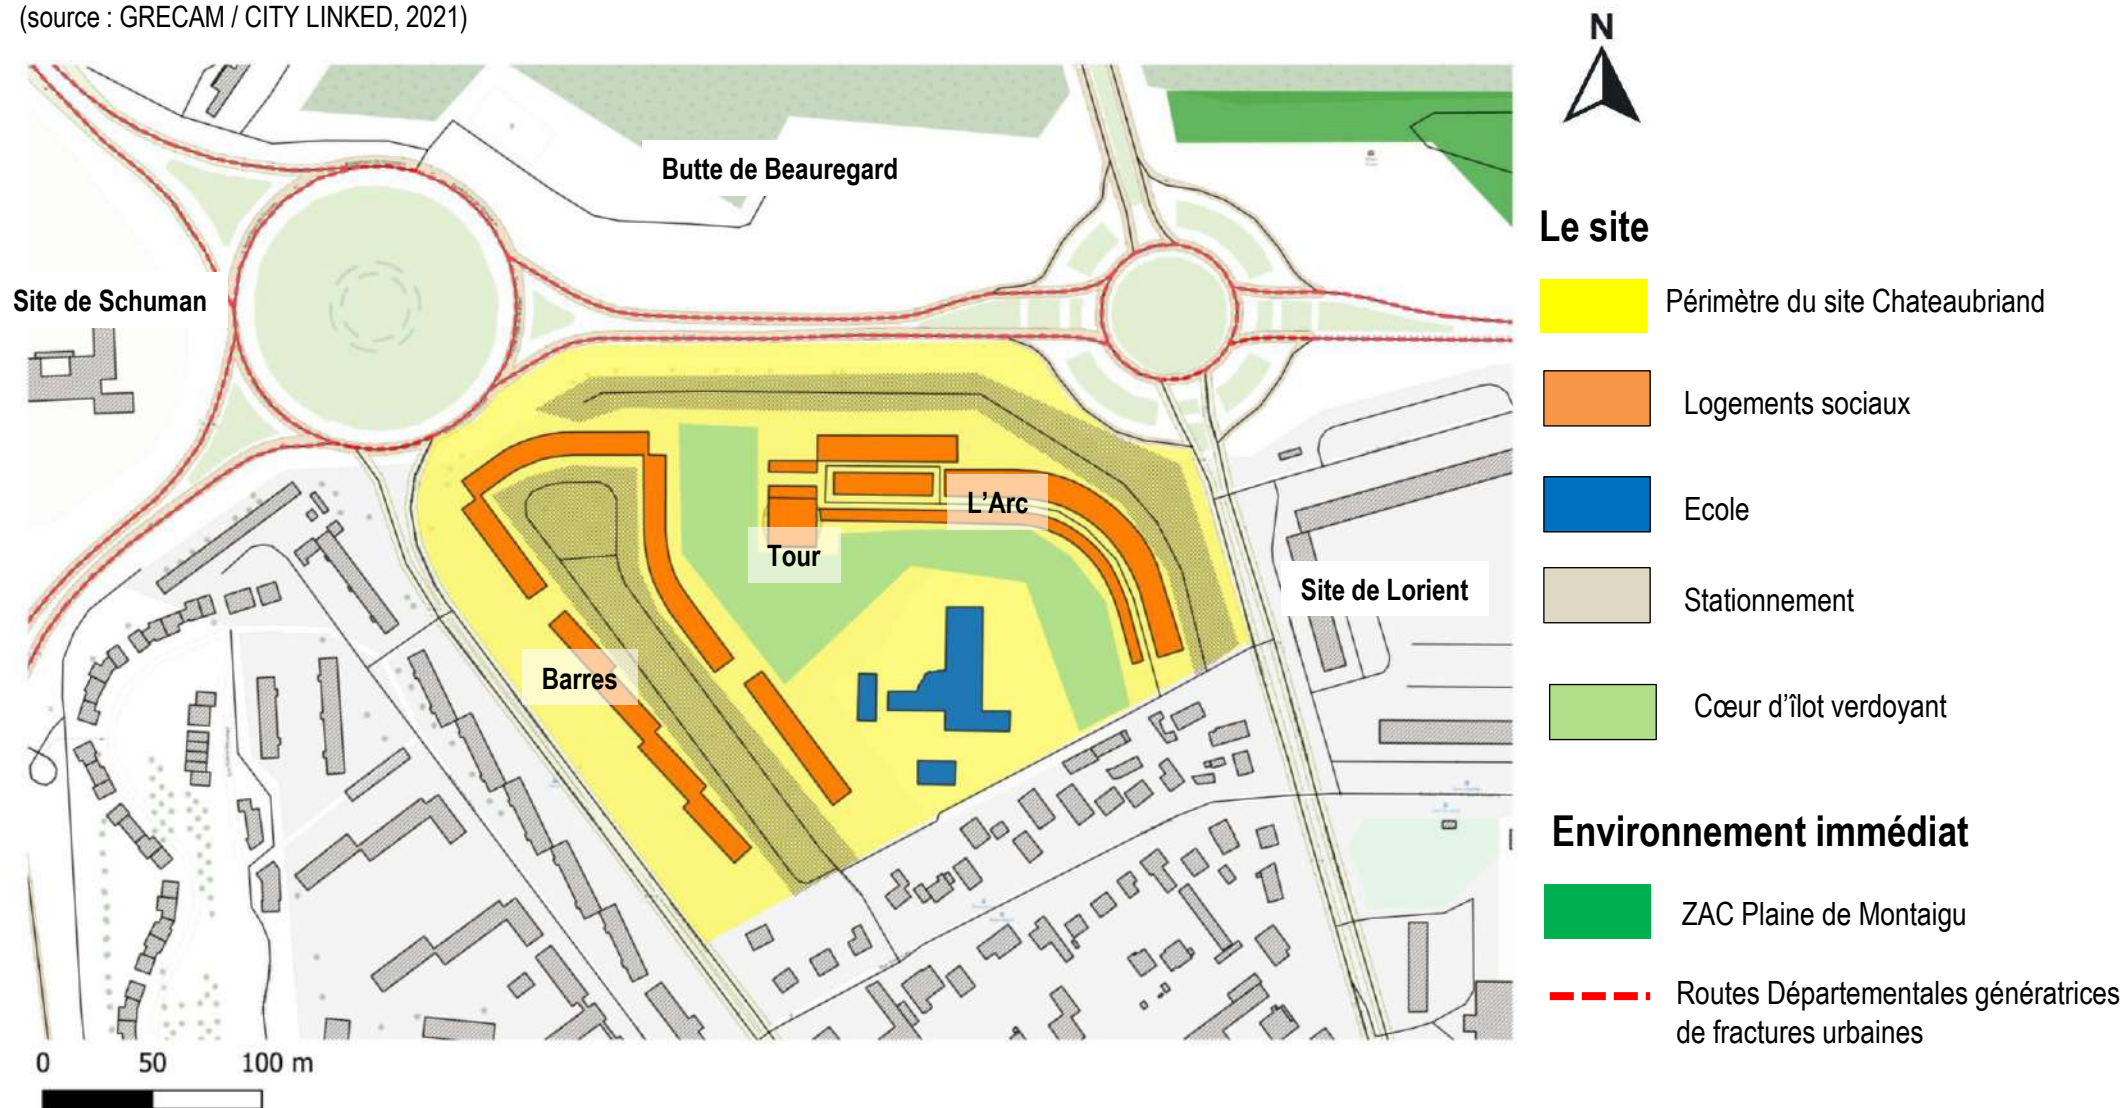 (source : GRECAM / CITY LINKED, 2021)
N
Butte de Beauregard
Site de Schuman
L'Arc
Tour
Site de Lorient
Barres
0 50 100 m
Le site
Périmètre du site Chateaubriand
Logements sociaux
Ecole
Stationnement
Cœur d'îlot verdoyant
Environnement immédiat
ZAC Plaine de Montaigu
Routes Départementales génératrices
de fractures urbaines